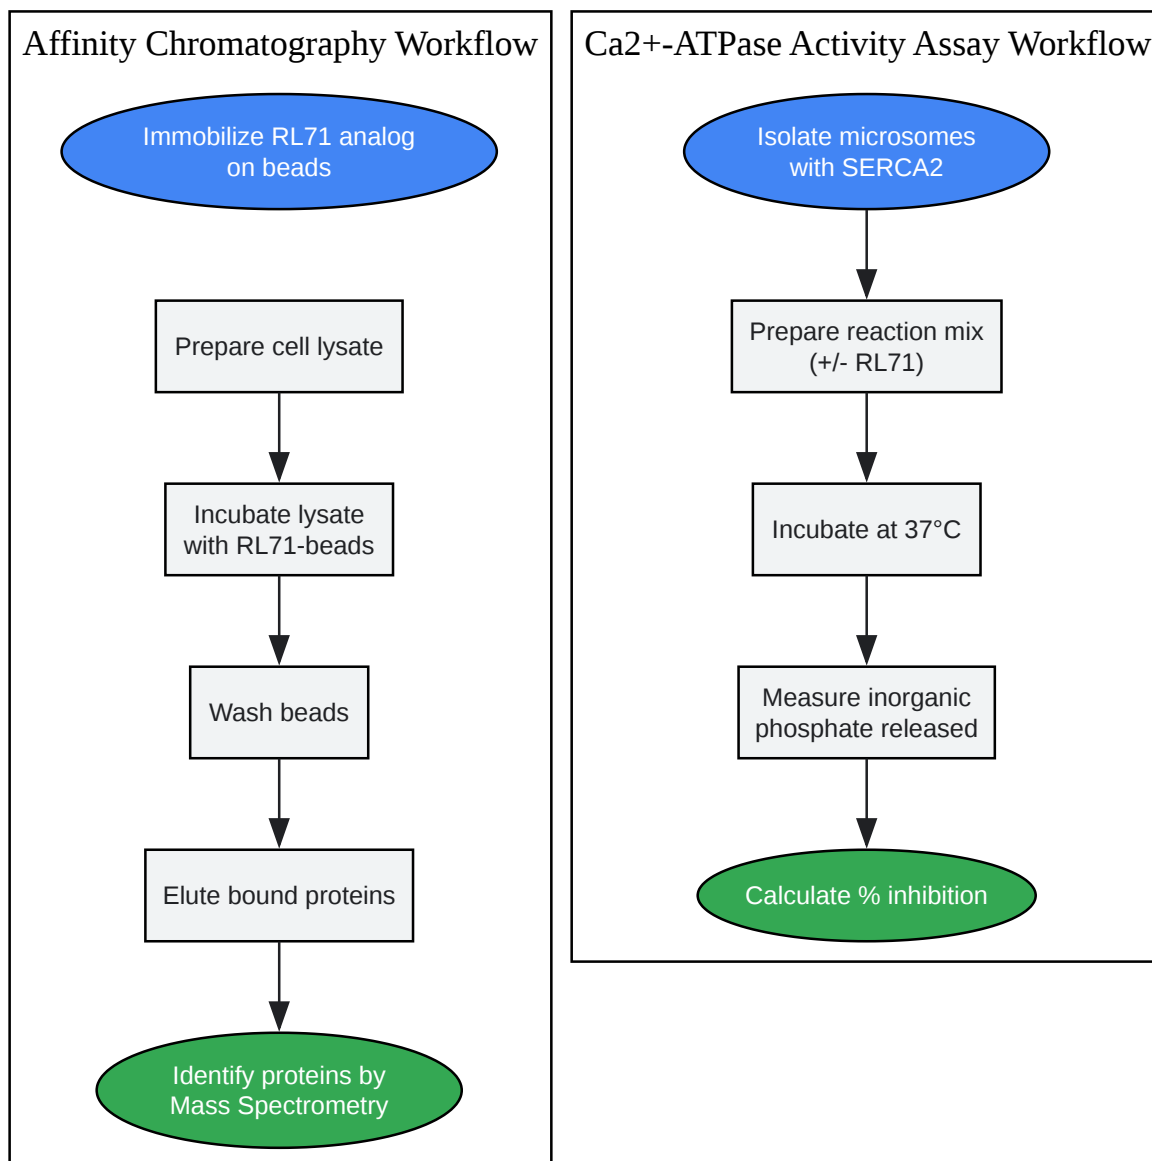 Affinity Chromatography Workflow
Immobilize RL71 analog
on beads
Prepare cell lysate
Incubate lysate
with RL71-beads
Wash beads
Elute bound proteins
Identify proteins by
Mass Spectrometry
Ca2+-ATPase Activity Assay Workflow
Isolate microsomes
with SERCA2
Prepare reaction mix
(+/- RL71)
Incubate at 37°C
Measure inorganic
phosphate released
Calculate % inhibition